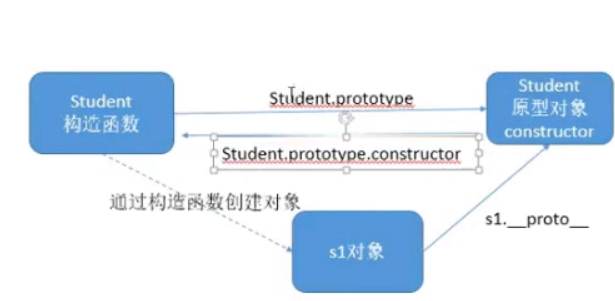 Student
构造函数
Student.prototype
Student
原型对象
constructor
Student.prototype.constructor
通过构造函数创建对象
s1.__proto__
s1对象